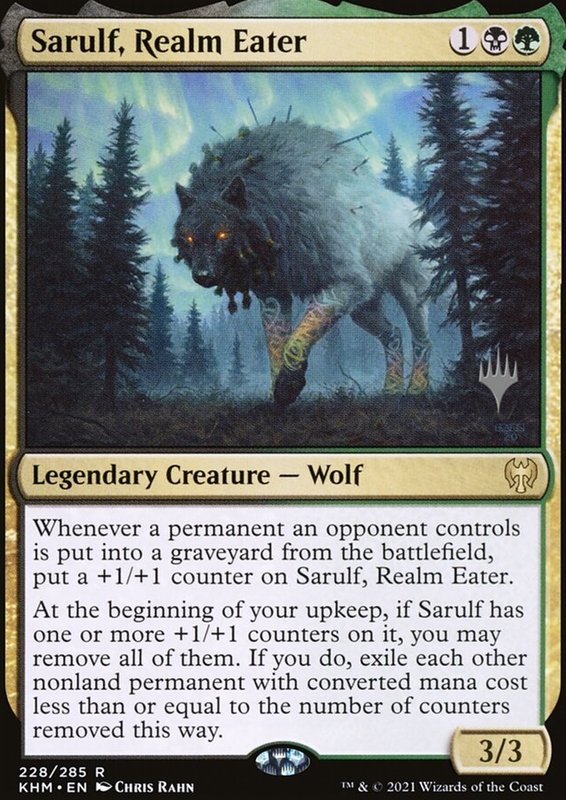 Sarulf, Realm Eater 1
Legendary Creature — Wolf
Whenever a permanent an opponent controls
is put into a graveyard from the battlefield,
put a +1/+1 counter on Sarulf, Realm Eater.
At the beginning of your upkeep, if Sarulf has
one or more +1/+1 counters on it, you may
remove all of them. If you do, exile each other
nonland permanent with converted mana cost
less than or equal to the number of counters
removed this way.
3/3
228/285 R
KHM • EN Chris Rahn
™ & © 2021 Wizards of the Coast